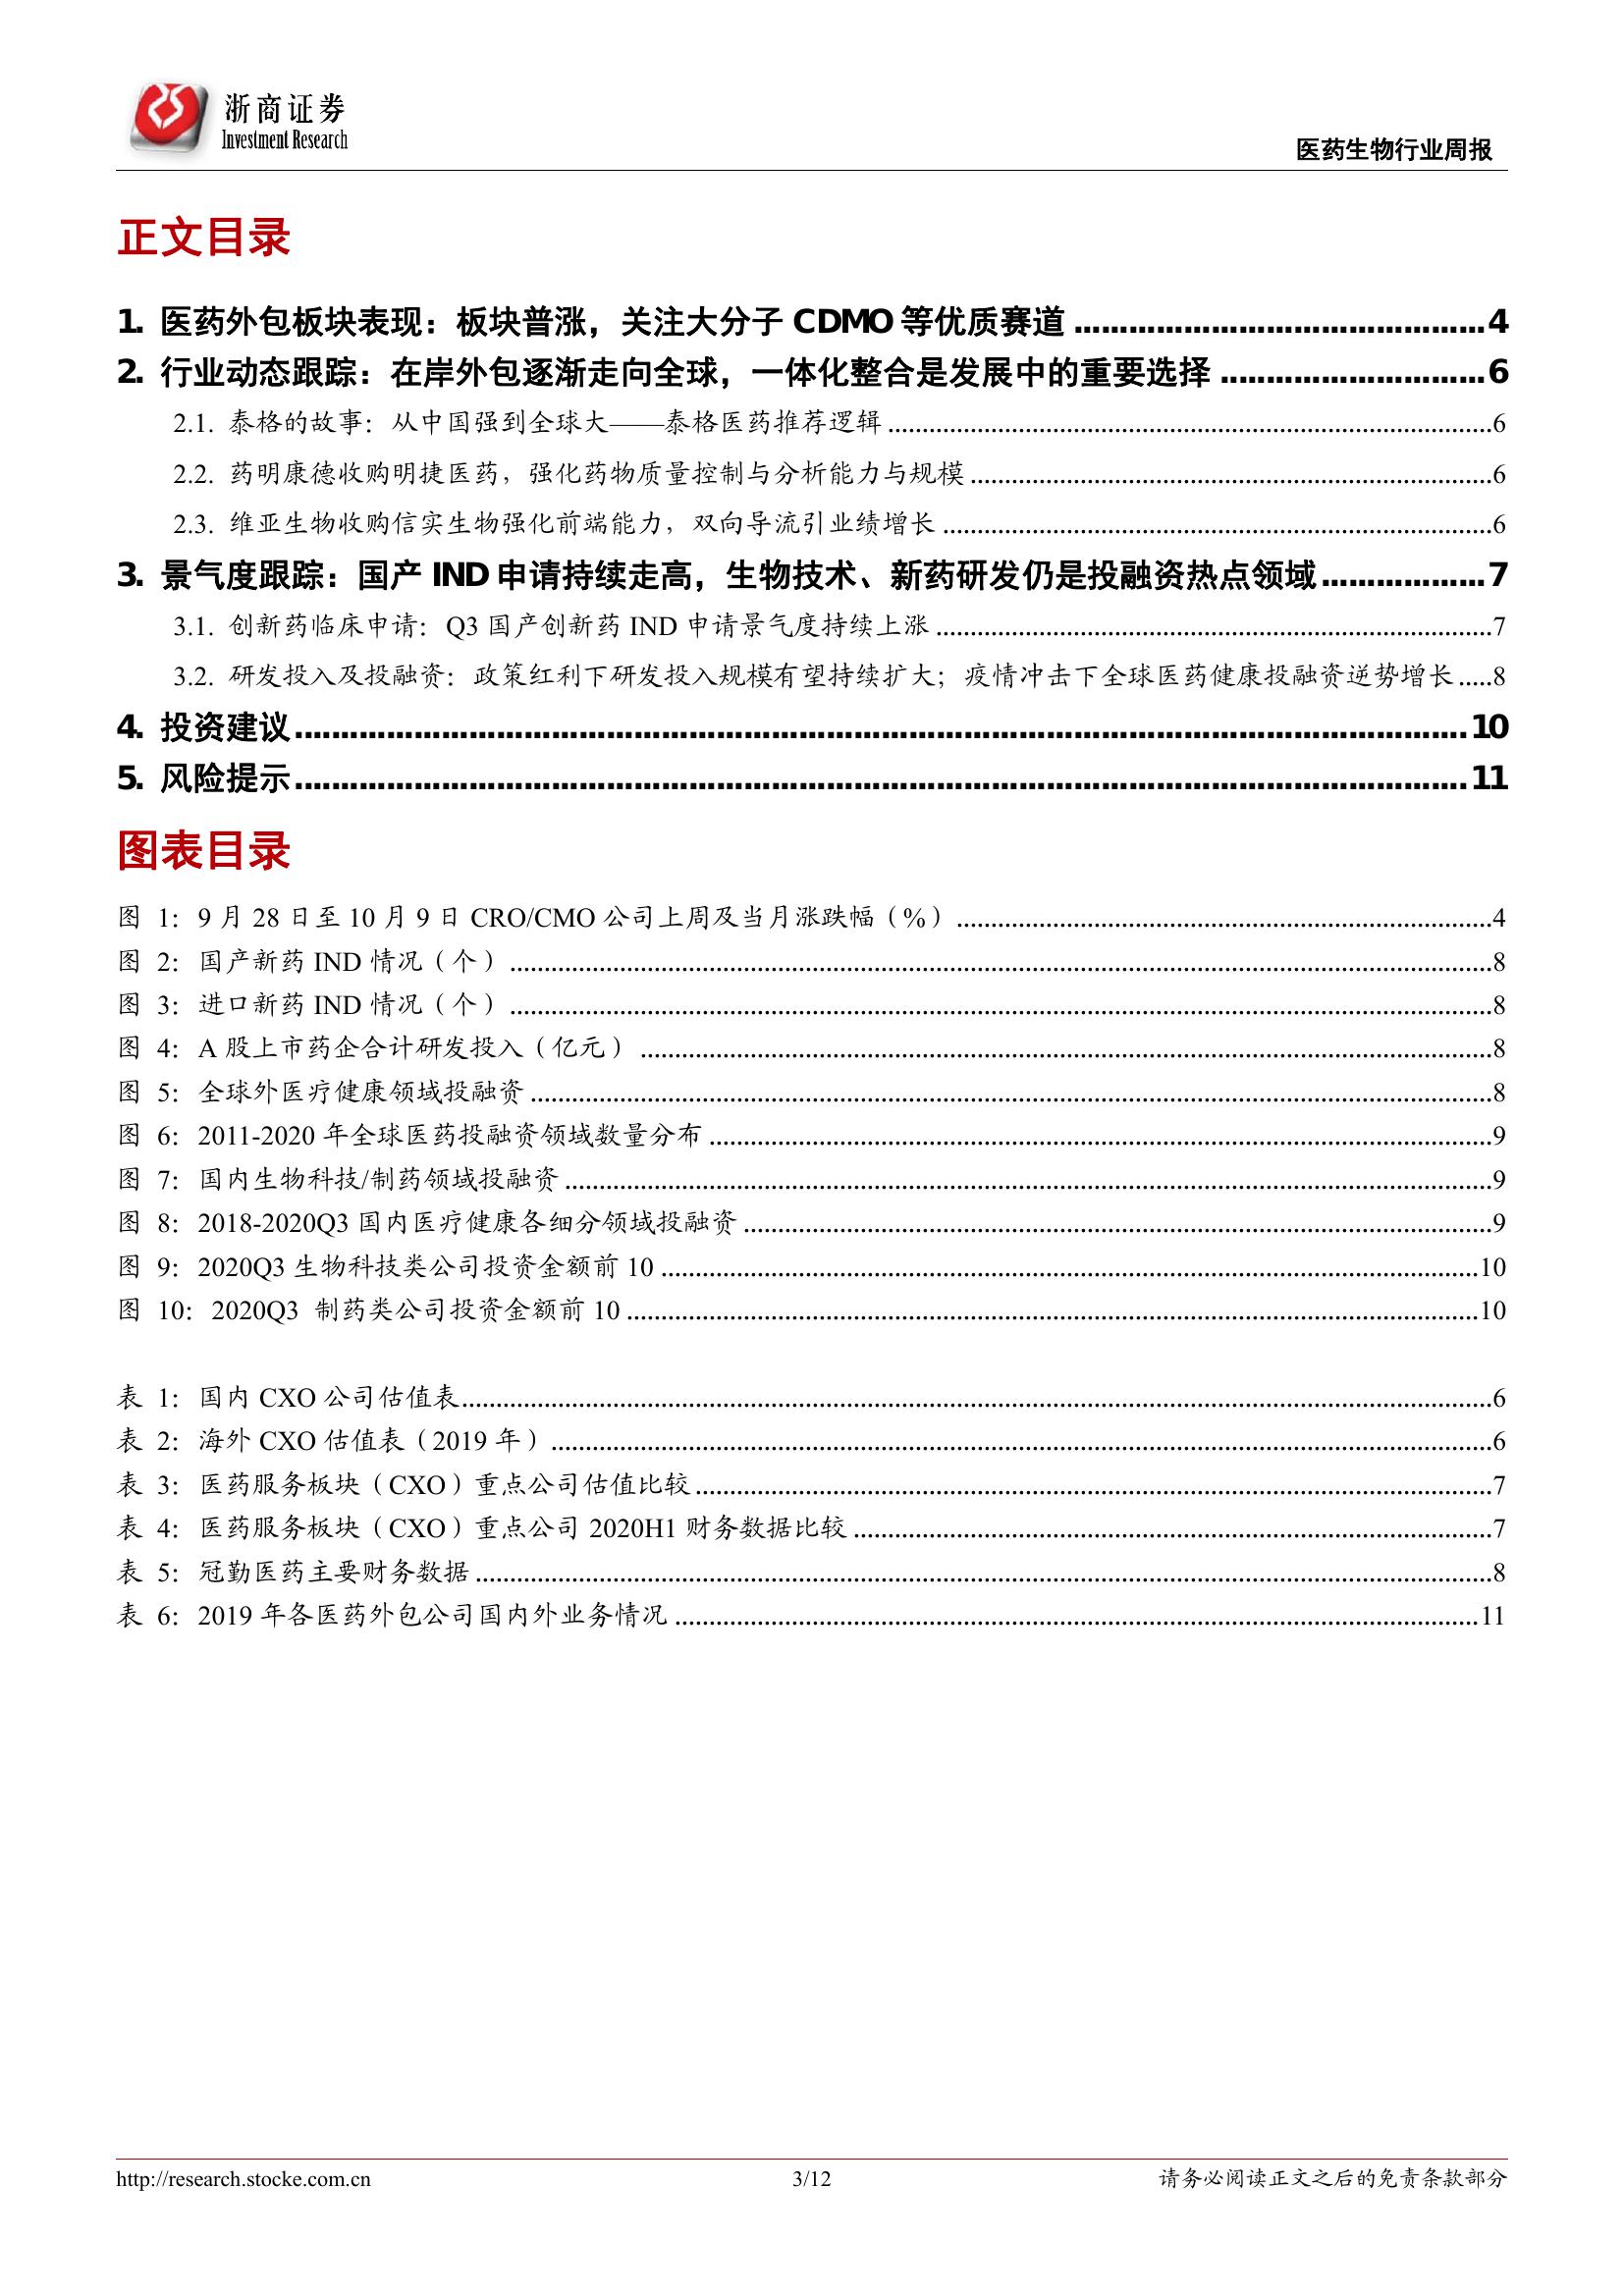 浙商证券
Investment Research
医药生物行业周报
正文目录
1. 医药外包板块表现：板块普涨，关注大分子 CDMO 等优质赛道 ............................................. 4
2. 行业动态跟踪：在岸外包逐渐走向全球，一体化整合是发展中的重要选择 ............................. 6
2.1. 泰格的故事：从中国强到全球大——泰格医药推荐逻辑 ............................................. 6
2.2. 药明康德收购明捷医药，强化药物质量控制与分析能力与规模 ............................................. 6
2.3. 维亚生物收购信实生物强化前端能力，双向导流引业绩增长 ............................................. 6
3. 景气度跟踪：国产 IND 申请持续走高，生物技术、新药研发仍是投融资热点领域 .................. 7
3.1. 创新药临床申请：Q3 国产创新药 IND 申请景气度持续上涨 ............................................. 7
3.2. 研发投入及投融资：政策红利下研发投入规模有望持续扩大；疫情冲击下全球医药健康投融资逆势增长 ..... 8
4. 投资建议 ............................................. 10
5. 风险提示 ............................................. 11
图表目录
图 1：9 月 28 日至 10 月 9 日 CRO/CMO 公司上周及当月涨跌幅（%） ............................................. 4
图 2：国产新药 IND 情况（个） ............................................. 8
图 3：进口新药 IND 情况（个） ............................................. 8
图 4：A 股上市药企合计研发投入（亿元） ............................................. 8
图 5：全球外医疗健康领域投融资 ............................................. 8
图 6：2011-2020 年全球医药投融资领域数量分布 ............................................. 9
图 7：国内生物科技/制药领域投融资 ............................................. 9
图 8：2018-2020Q3 国内医疗健康各细分领域投融资 ............................................. 9
图 9：2020Q3 生物科技类公司投资金额前 10 ............................................. 10
图 10：2020Q3 制药类公司投资金额前 10 ............................................. 10
表 1：国内 CXO 公司估值表 ............................................. 6
表 2：海外 CXO 估值表（2019 年） ............................................. 6
表 3：医药服务板块（CXO）重点公司估值比较 ............................................. 7
表 4：医药服务板块（CXO）重点公司 2020H1 财务数据比较 ............................................. 7
表 5：冠勤医药主要财务数据 ............................................. 8
表 6：2019 年各医药外包公司国内外业务情况 ............................................. 11
http://research.stocke.com.cn
3/12
请务必阅读正文之后的免责条款部分